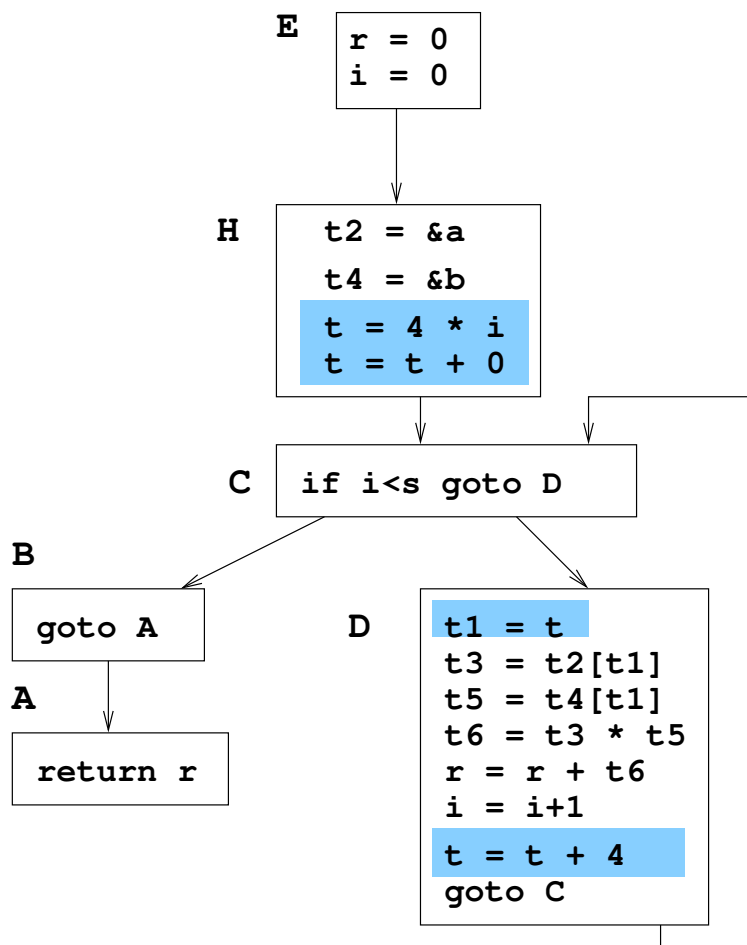 E
r = 0
i = 0
H
t2 = &a
t4 = &b
t = 4 * i
t = t + 0
C
if i<s goto D
B
goto A
A
return r
D
t1 = t
t3 = t2[t1]
t5 = t4[t1]
t6 = t3 * t5
r = r + t6
i = i+1
t = t + 4
goto C